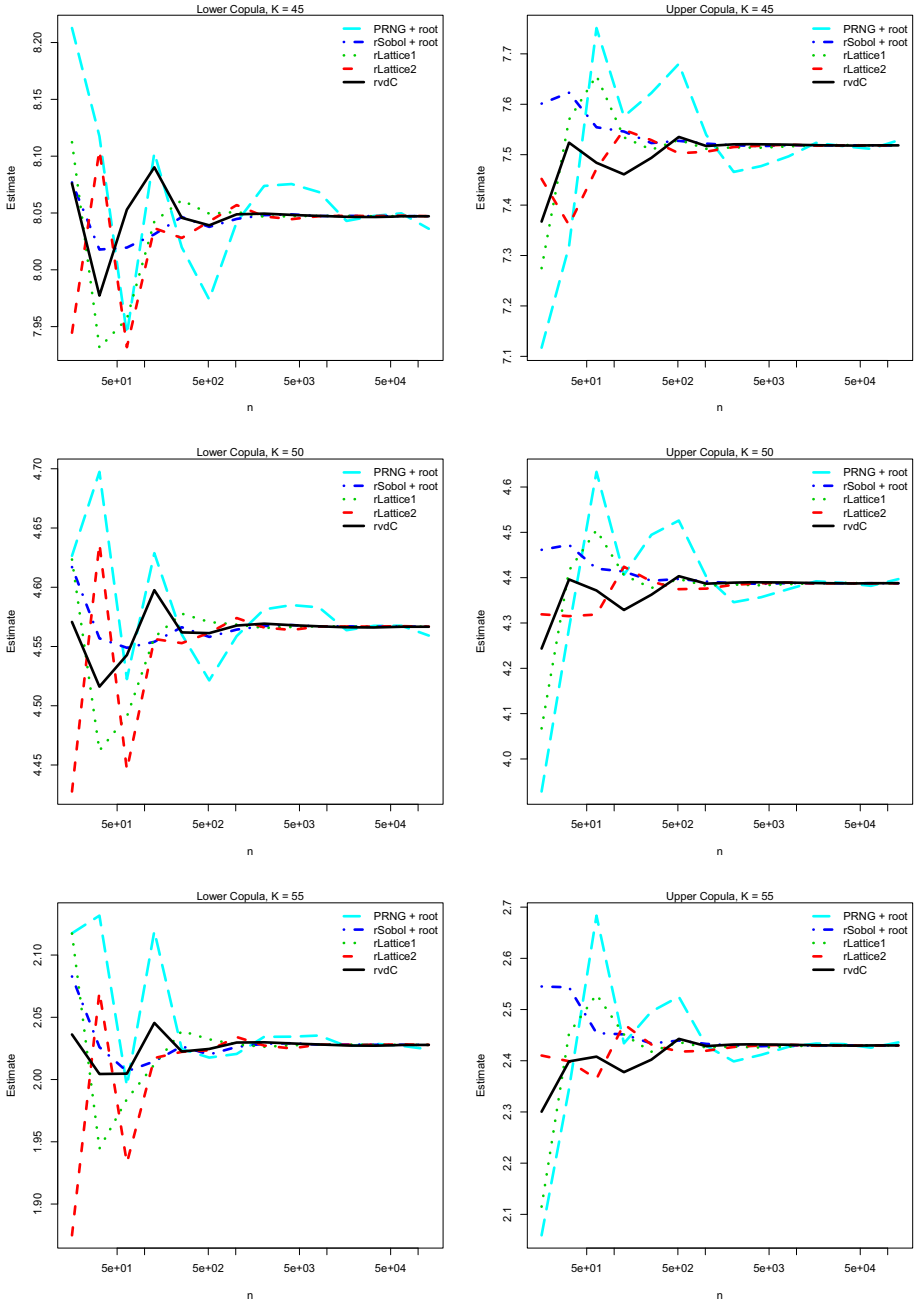 Lower Copula, K = 45
PRNG + root
rSobol + root
rLattice1
rLattice2
rvdC
Estimate
8.20
8.15
8.10
8.05
8.00
7.95
5e+01 5e+02 5e+03 5e+04
n
Upper Copula, K = 45
PRNG + root
rSobol + root
rLattice1
rLattice2
rvdC
Estimate
7.7
7.6
7.5
7.4
7.3
7.2
7.1
5e+01 5e+02 5e+03 5e+04
n
Lower Copula, K = 50
PRNG + root
rSobol + root
rLattice1
rLattice2
rvdC
Estimate
4.70
4.65
4.60
4.55
4.50
4.45
5e+01 5e+02 5e+03 5e+04
n
Upper Copula, K = 50
PRNG + root
rSobol + root
rLattice1
rLattice2
rvdC
Estimate
4.6
4.5
4.4
4.3
4.2
4.1
4.0
5e+01 5e+02 5e+03 5e+04
n
Lower Copula, K = 55
PRNG + root
rSobol + root
rLattice1
rLattice2
rvdC
Estimate
2.10
2.05
2.00
1.95
1.90
5e+01 5e+02 5e+03 5e+04
n
Upper Copula, K = 55
PRNG + root
rSobol + root
rLattice1
rLattice2
rvdC
Estimate
2.7
2.6
2.5
2.4
2.3
2.2
2.1
5e+01 5e+02 5e+03 5e+04
n